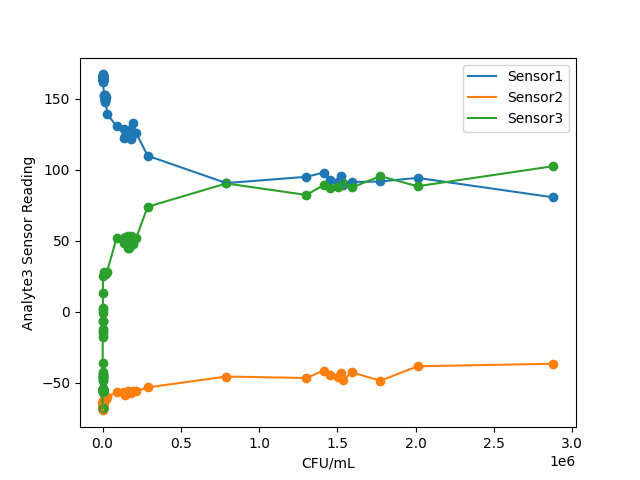 Sensor1
Sensor2
Sensor3
150
100
50
0
−50
Analyte3 Sensor Reading
0.0 0.5 1.0 1.5 2.0 2.5 3.0
1e6
CFU/mL